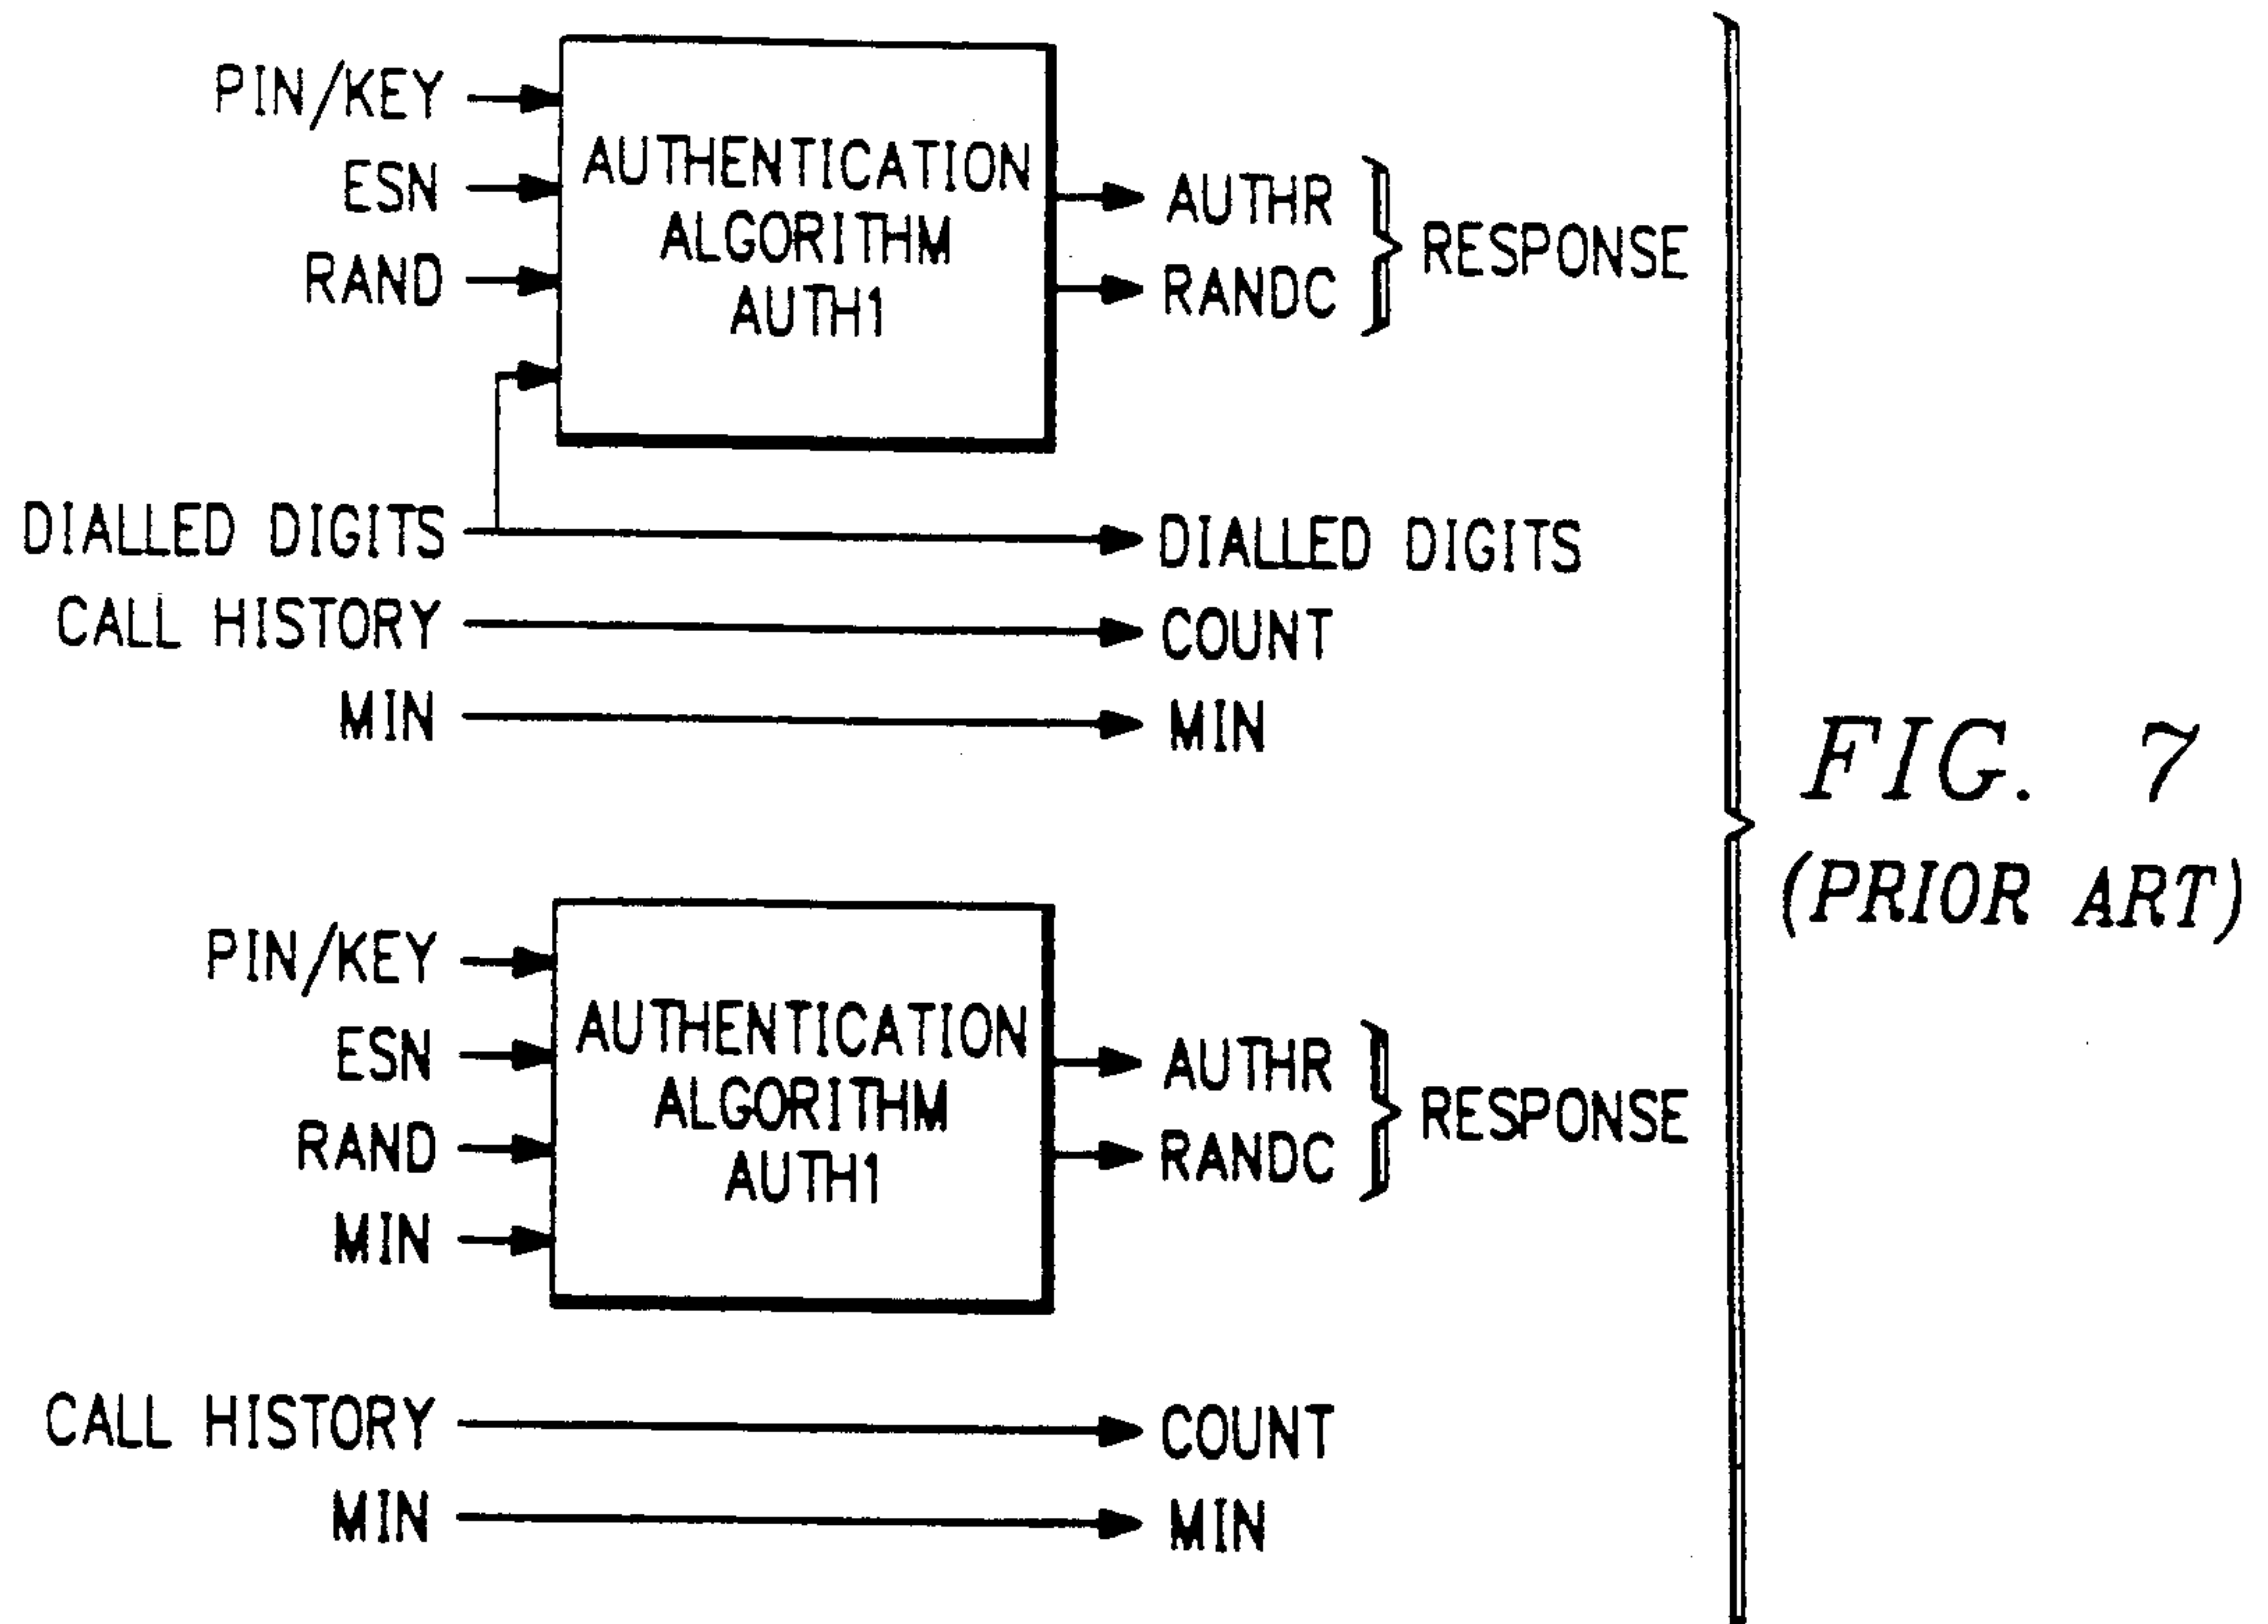 PIN/KEY
ESN
RAND
AUTHENTICATION
ALGORITHM
AUTH1
AUTHR
RANDC
RESPONSE
DIALLED DIGITS
DIALLED DIGITS
CALL HISTORY
COUNT
MIN
MIN
PIN/KEY
ESN
RAND
MIN
AUTHENTICATION
ALGORITHM
AUTH1
AUTHR
RANDC
RESPONSE
CALL HISTORY
COUNT
MIN
MIN
FIG. 7
(PRIOR ART)